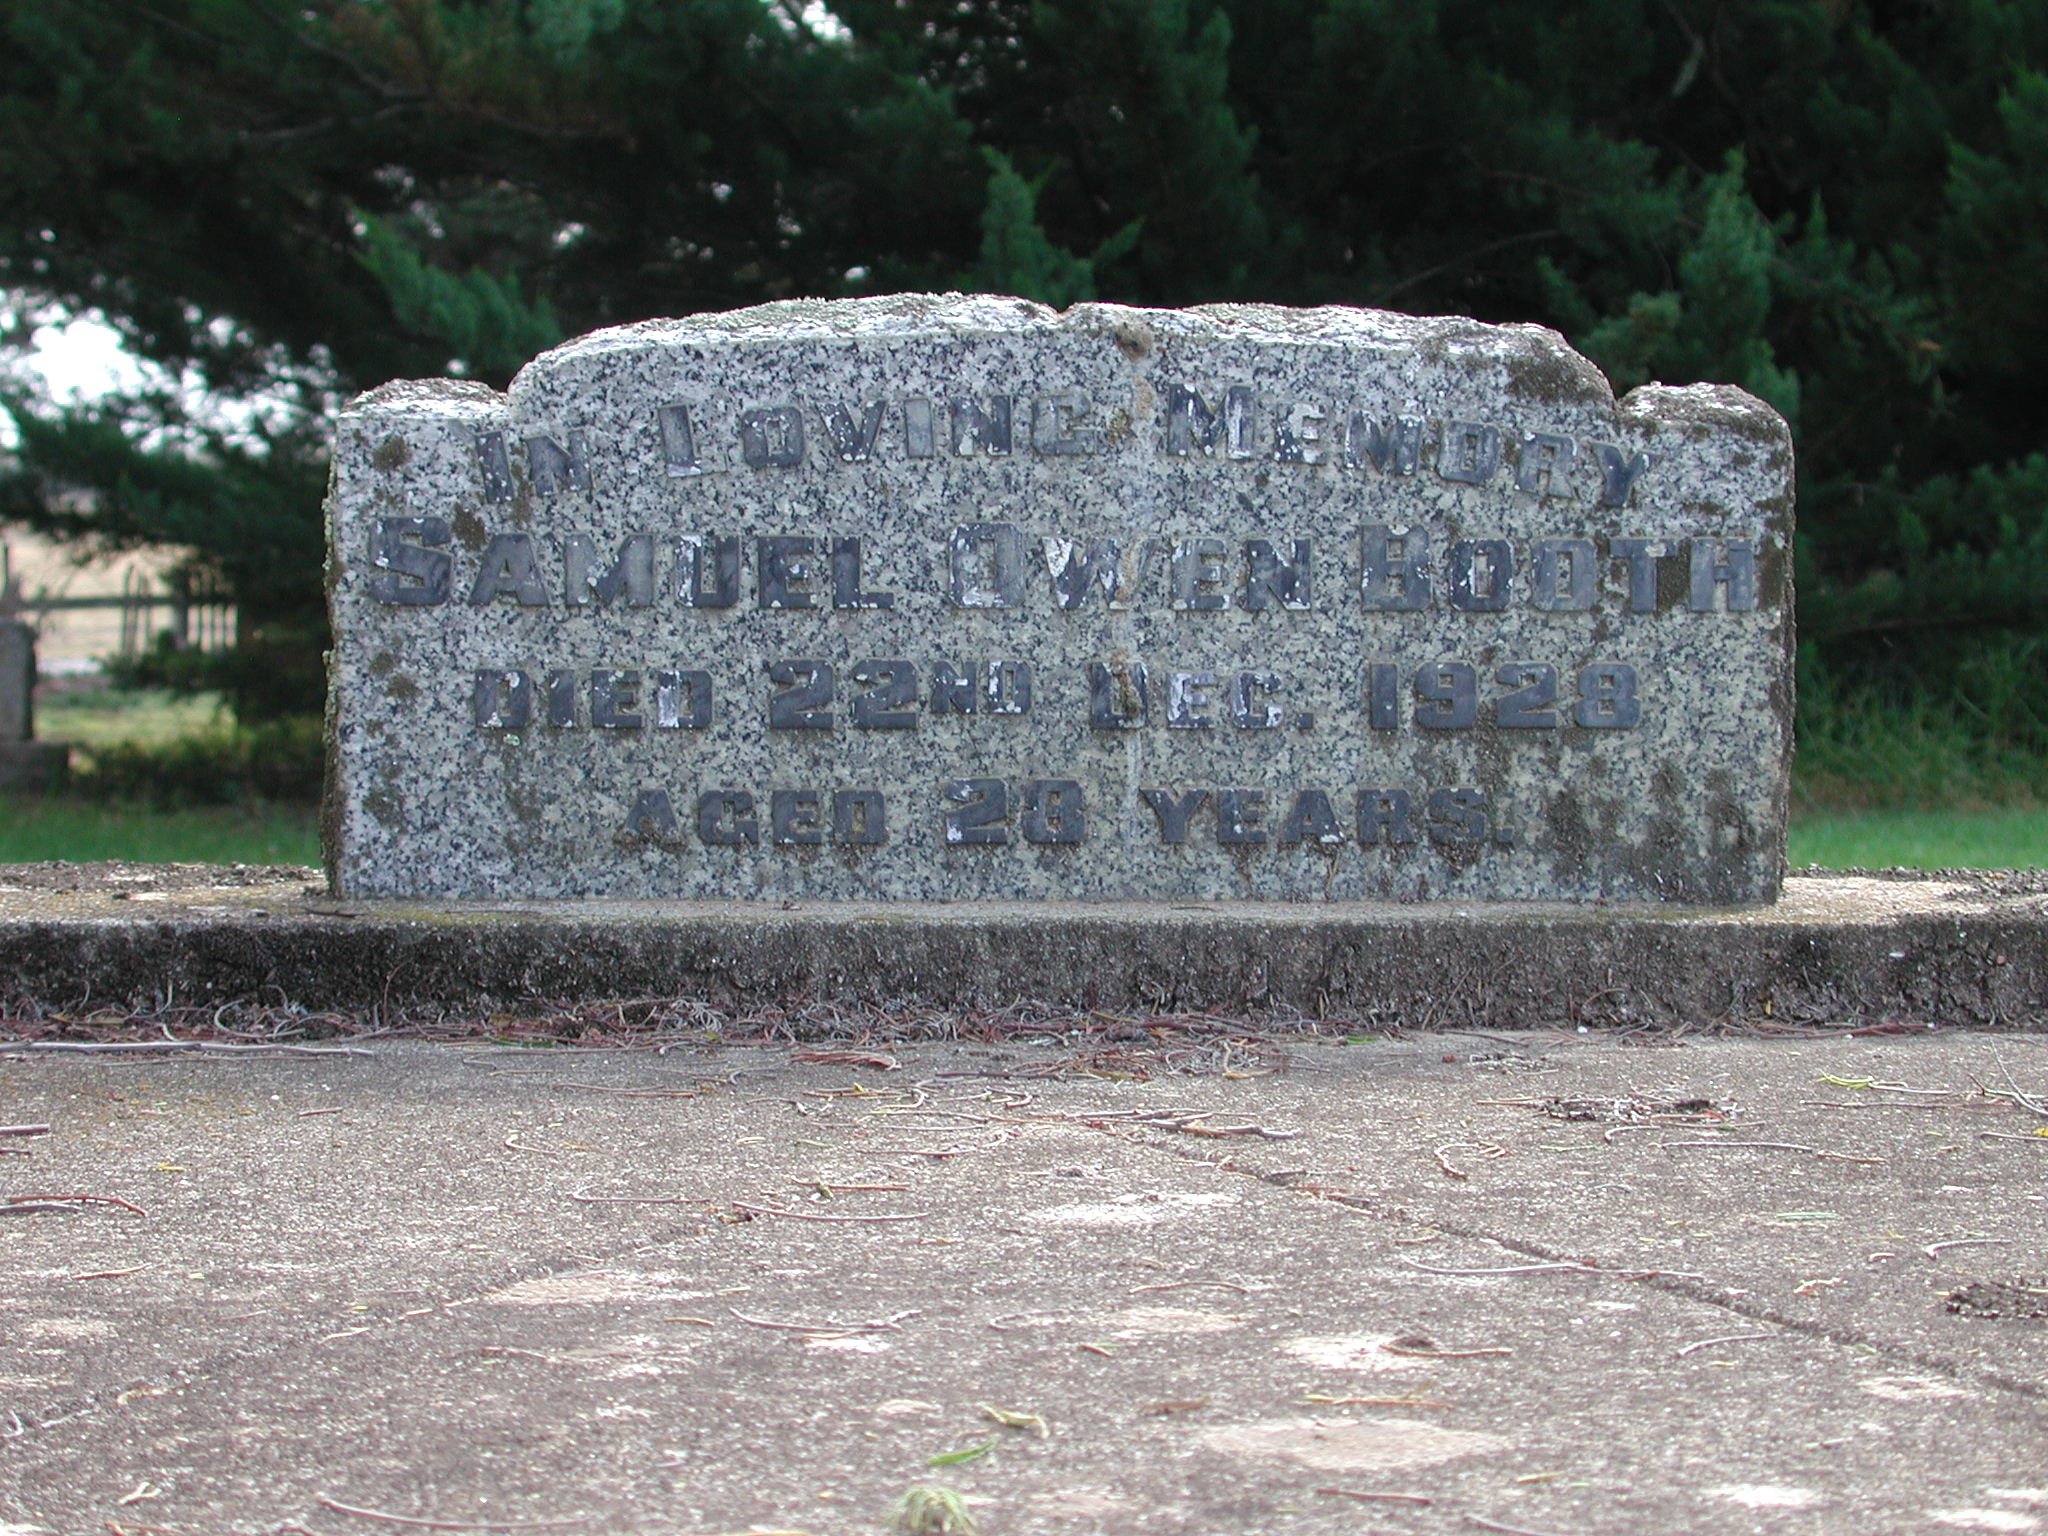 IN LOVING MEMORY
SAMUEL OWEN BOOTH
DIED 22ND DEC. 1928
AGED 28 YEARS.